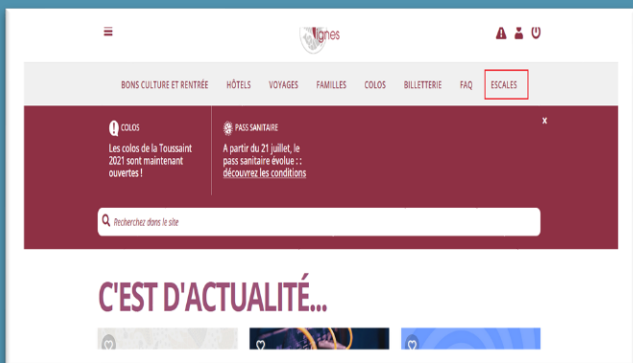 lignes
BONS CULTURE ET RENTRÉE HÔTELS VOYAGES FAMILLES COLOS BILLETTERIE FAQ ESCALES
COLOS
Les colos de la Toussaint
2021 sont maintenant
ouvertes !
PASS SANITAIRE
A partir du 21 juillet, le
pass sanitaire évolue : :
découvrez les conditions
x
Recherchez dans le site
C'EST D'ACTUALITÉ...